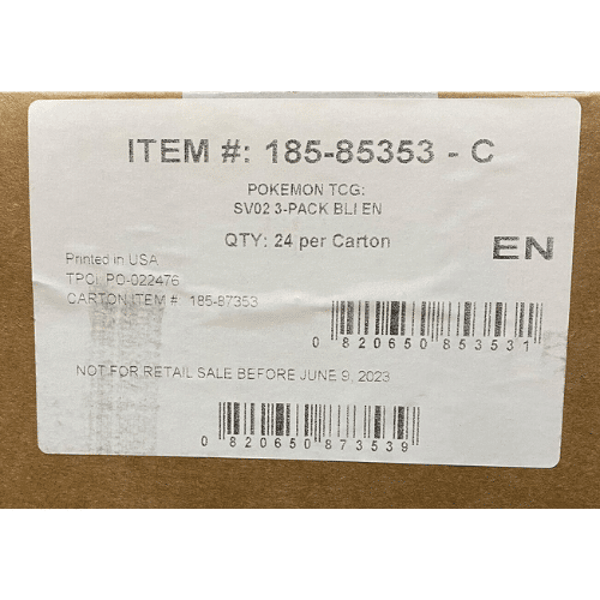 ITEM #: 185-85353 - C
POKEMON TCG:
SV02 3-PACK BLI EN
QTY: 24 per Carton
EN
Printed in USA
TPCi PO-022476
CARTON ITEM # 185-87353
0 820650 853531
NOT FOR RETAIL SALE BEFORE JUNE 9, 2023
0 820650 873539